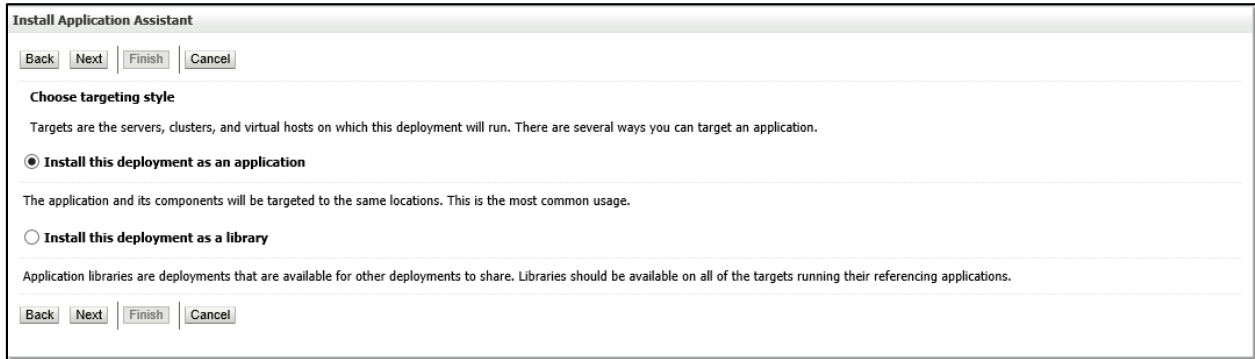 Install Application Assistant
Back Next Finish Cancel
Choose targeting style
Targets are the servers, clusters, and virtual hosts on which this deployment will run. There are several ways you can target an application.
Install this deployment as an application
The application and its components will be targeted to the same locations. This is the most common usage.
Install this deployment as a library
Application libraries are deployments that are available for other deployments to share. Libraries should be available on all of the targets running their referencing applications.
Back Next Finish Cancel